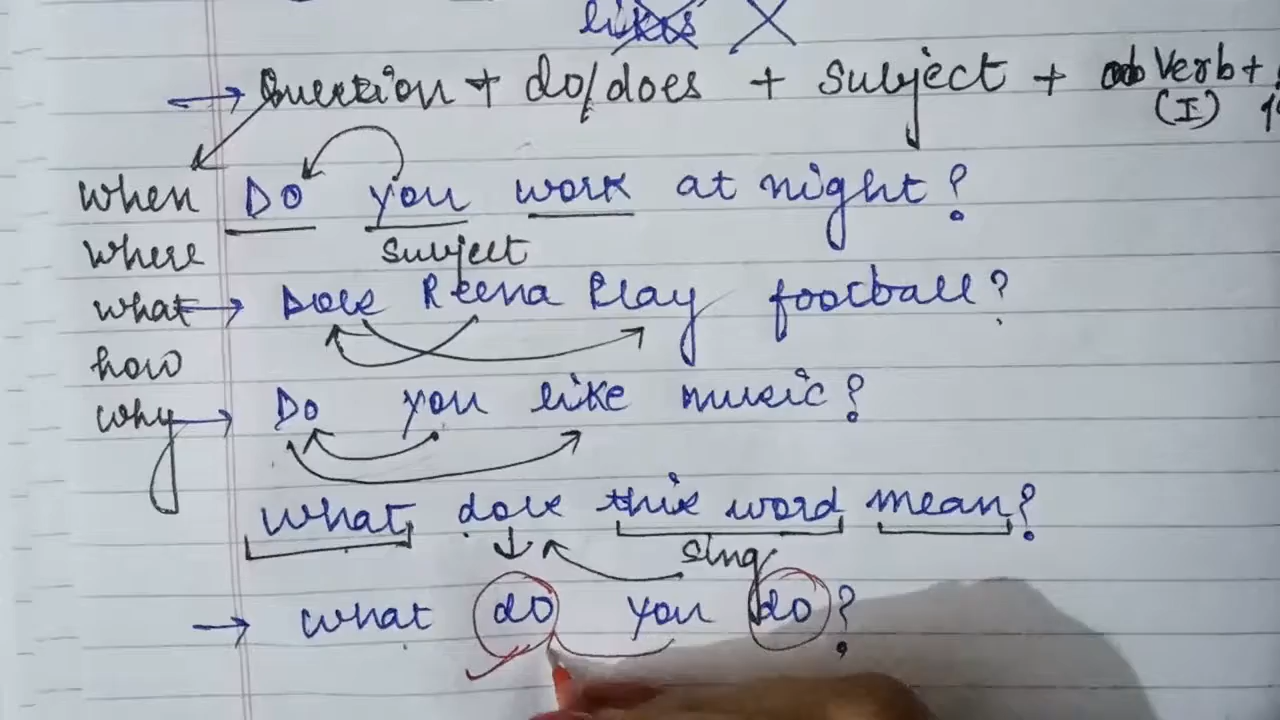 likes
→ Question + do/does + Subject + Verb +
(I)
when Do you work at night?
where Subject
what → Does Reena Play football?
how
why → Do you like music?
What does this word mean?
sing
→ what do you do?